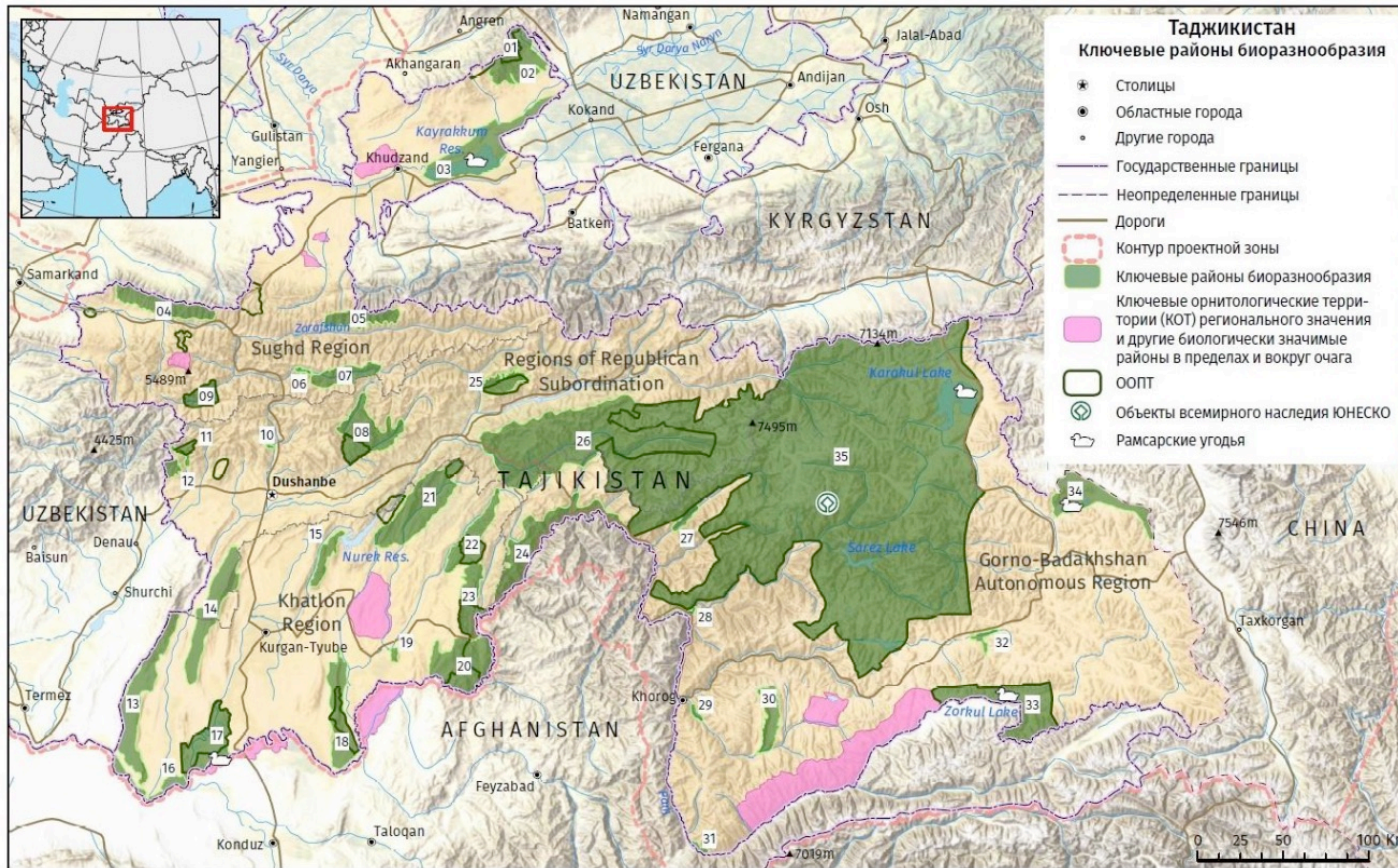 Таджикистан
Ключевые районы биоразнообразия
Столицы
Областные города
Другие города
Государственные границы
Неопределенные границы
Дороги
Контур проектной зоны
Ключевые районы биоразнообразия
Ключевые орнитологические терри-
тории (КОТ) регионального значения
и другие биологически значимые
районы в пределах и вокруг очага
ООПТ
Объекты всемирного наследия ЮНЕСКО
Рамсарские угодья
Angren
Namangan
Jalal-Abad
01
Syr Darya Naryn
Akhangaran
02
UZBEKISTAN
Andijan
Syr Darya
Kokand
Osh
Gulistan
Kayrakkum
Res.
Yangier
Khudzand
03
Fergana
Batken
KYRGYZSTAN
Samarkand
04
05
Zarafshon
7134m
Sughd Region
Regions of Republican
Subordination
Karakul Lake
5489m
06
07
25
09
7495m
4425m
11
10
08
26
35
12
Dushanbe
TAJIKISTAN
21
34
UZBEKISTAN
Denau
Baisun
15
Nurek Res.
22
24
27
Sarez Lake
7546m
CHINA
Gorno-Badakhshan
Autonomous Region
Shurchi
14
Khatlon
Region
23
28
Taxkorgan
Kurgan-Tyube
19
20
32
Termez
13
17
18
Khorog
29
30
Zorkul Lake
33
AFGHANISTAN
16
Feyzabad
31
Konduz
Taloqan
7019m
0 25 50 100